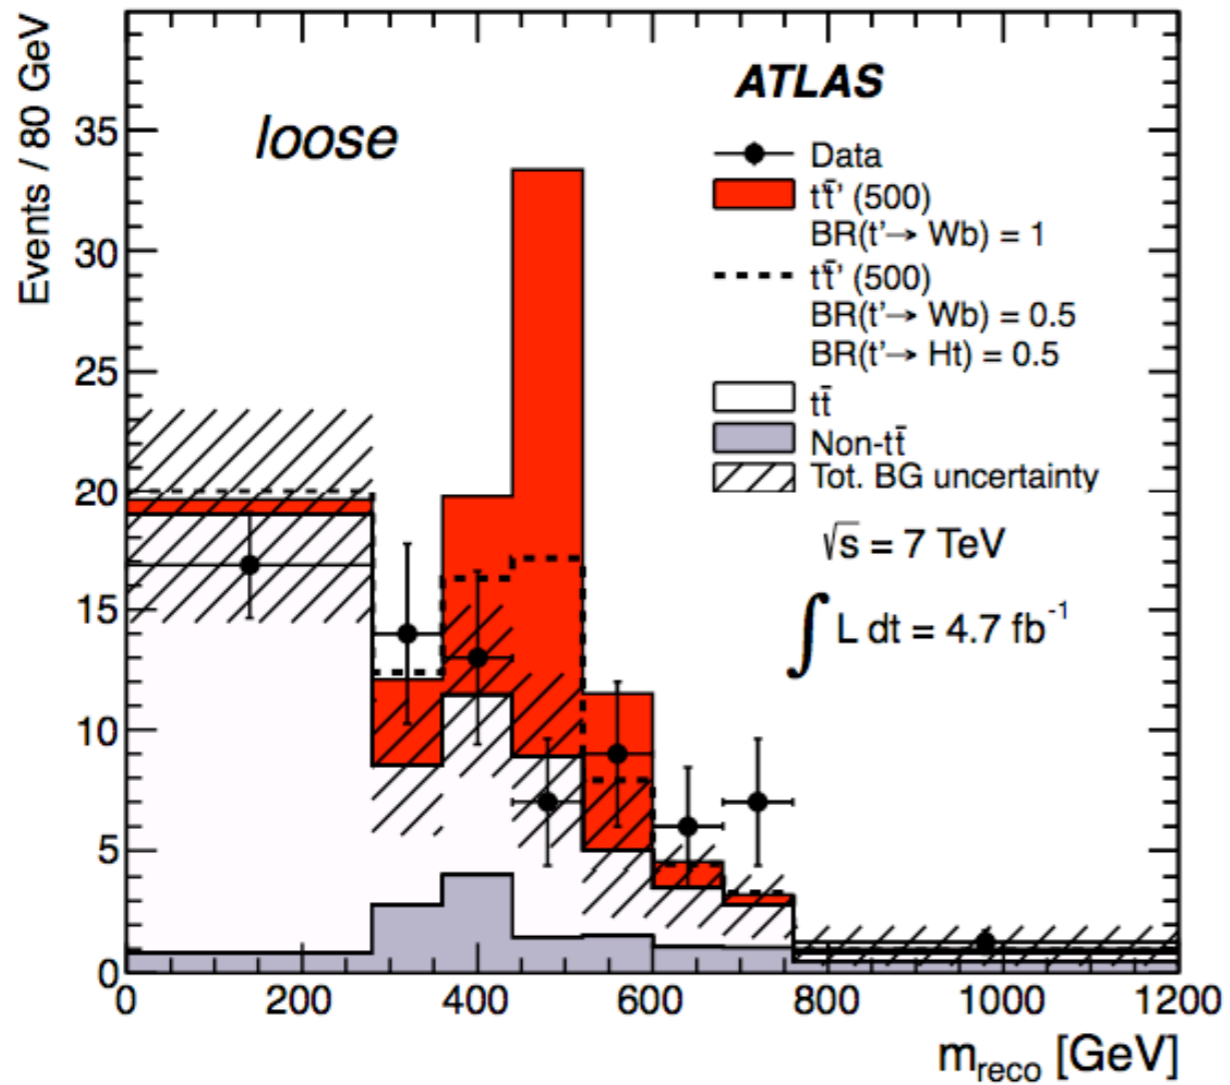 Events / 80 GeV
35
30
25
20
15
10
5
0
loose
ATLAS
Data
tt̄' (500)
BR(t'→ Wb) = 1
tt̄' (500)
BR(t'→ Wb) = 0.5
BR(t'→ Ht) = 0.5
tt̄
Non-tt̄
Tot. BG uncertainty
√s = 7 TeV
∫ L dt = 4.7 fb⁻¹
0 200 400 600 800 1000 1200
m_reco [GeV]